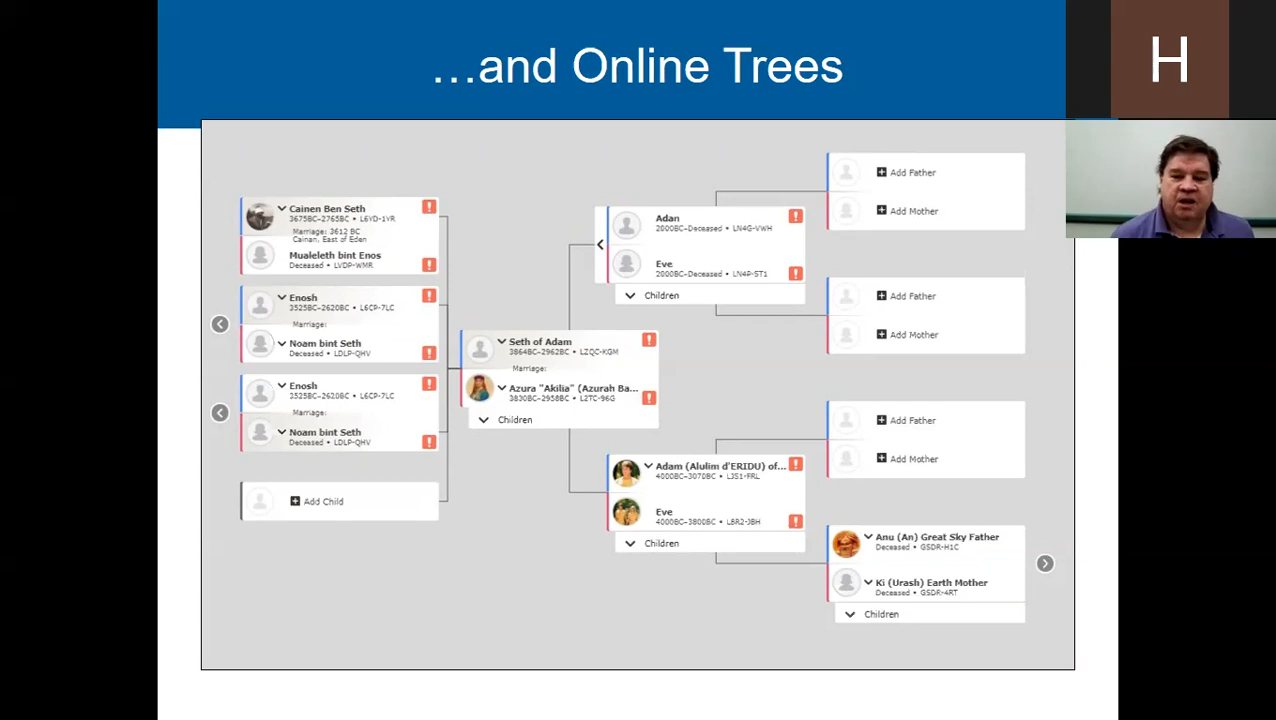 …and Online Trees
H
Cainen Ben Seth
3675BC–2765BC • L6YD-1YR
Marriage: 3612 BC
Cainan, East of Eden
Mualeleth bint Enos
Deceased • LVDP-WMR
Enosh
3525BC–2620BC • L6CP-7LC
Marriage:
Noam bint Seth
Deceased • LDLP-QHV
Enosh
3525BC–2620BC • L6CP-7LC
Marriage:
Noam bint Seth
Deceased • LDLP-QHV
Add Child
Seth of Adam
3864BC–2962BC • LZQC-KGM
Marriage:
Azura "Akilia" (Azurah Ba...
3830BC–2958BC • L2TC-96G
Children
Adan
2000BC–Deceased • LN4G-VWH
Eve
2000BC–Deceased • LN4P-ST1
Children
Adam (Alulim d'ERIDU) of...
4000BC–3070BC • LJS1-FRL
Eve
4000BC–3800BC • LBR2-JBH
Children
Add Father
Add Mother
Add Father
Add Mother
Add Father
Add Mother
Anu (An) Great Sky Father
Deceased • GSDR-H1C
Ki (Urash) Earth Mother
Deceased • GSDR-4RT
Children